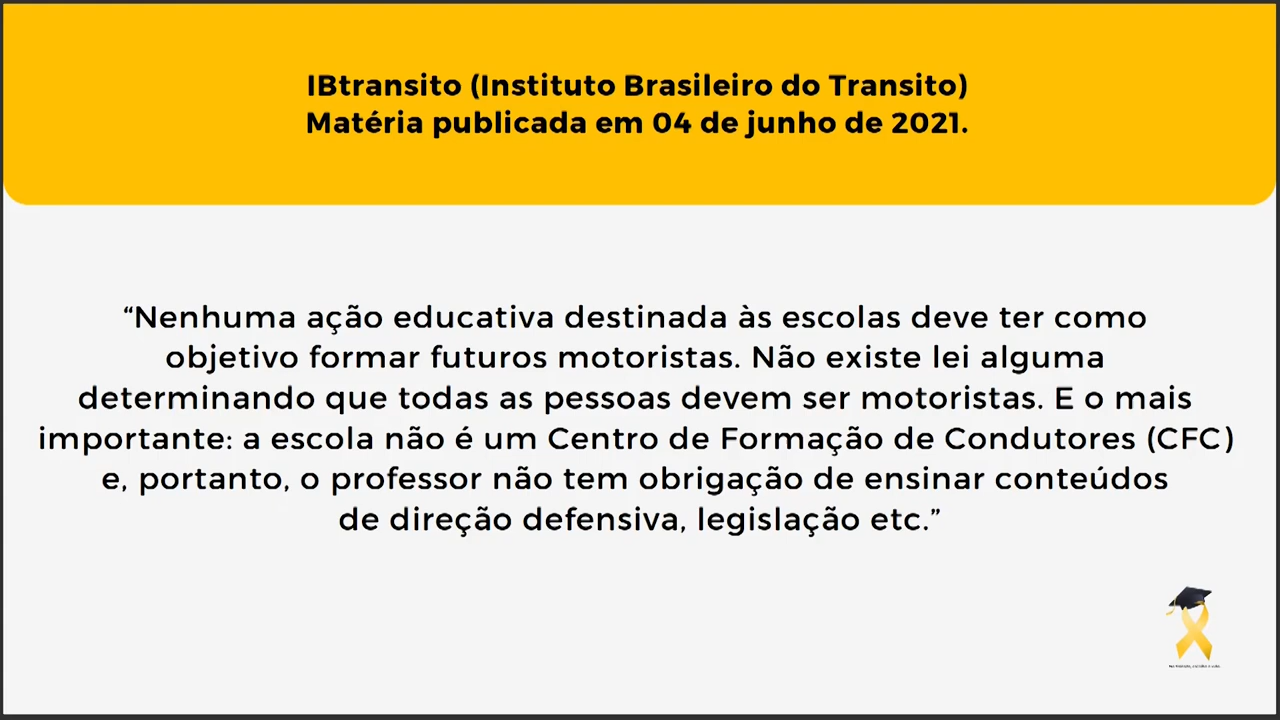 IBtransito (Instituto Brasileiro do Transito)
Matéria publicada em 04 de junho de 2021.
“Nenhuma ação educativa destinada às escolas deve ter como
objetivo formar futuros motoristas. Não existe lei alguma
determinando que todas as pessoas devem ser motoristas. E o mais
importante: a escola não é um Centro de Formação de Condutores (CFC)
e, portanto, o professor não tem obrigação de ensinar conteúdos
de direção defensiva, legislação etc.”